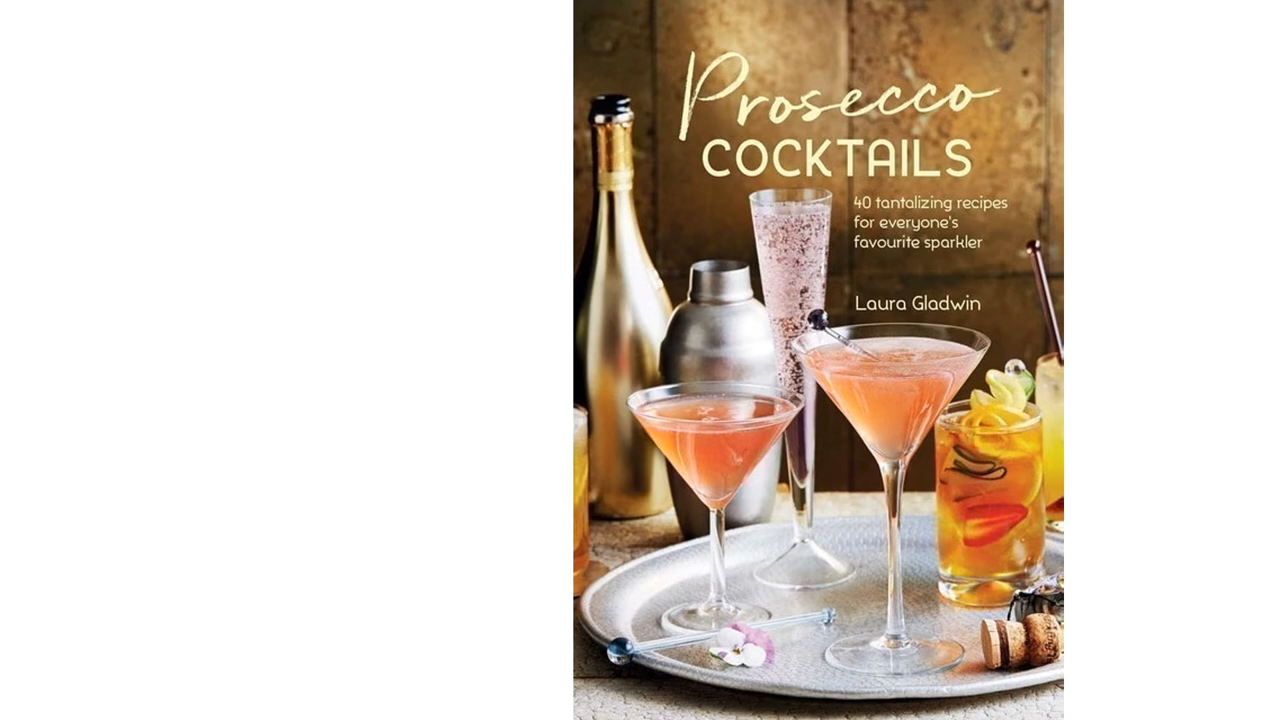 Prosecco
COCKTAILS
40 tantalizing recipes
for everyone's
favourite sparkler
Laura Gladwin